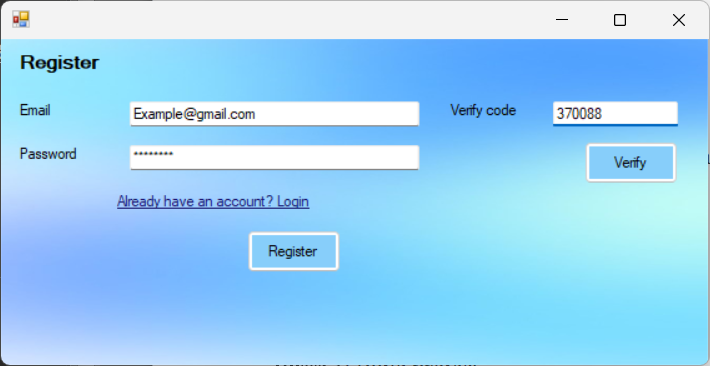 Register
Email
Example@gmail.com
Verify code
370088
Password
********
Verify
Already have an account? Login
Register